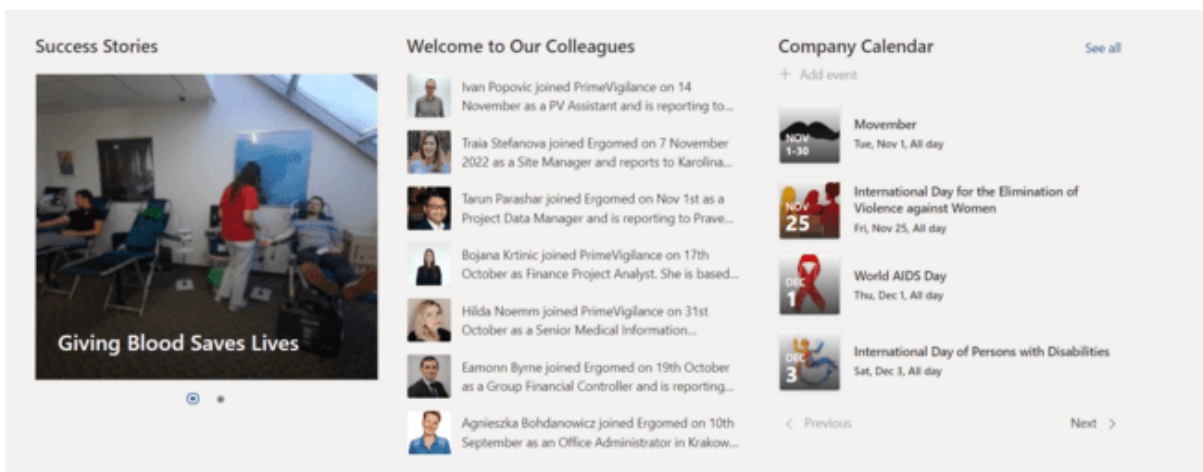 Success Stories
Giving Blood Saves Lives
Welcome to Our Colleagues
Ivan Popovic joined PrimeVigilance on 14
November as a PV Assistant and is reporting to...
Traia Stefanova joined Ergomed on 7 November
2022 as a Site Manager and reports to Karolina...
Tarun Parashar joined Ergomed on Nov 1st as a
Project Data Manager and is reporting to Prave...
Bojana Krtinic joined PrimeVigilance on 17th
October as Finance Project Analyst. She is based...
Hilda Noemm joined PrimeVigilance on 31st
October as a Senior Medical Information...
Eamonn Byrne joined Ergomed on 19th October
as a Group Financial Controller and is reporting...
Agnieszka Bohdanowicz joined Ergomed on 10th
September as an Office Administrator in Krakow...
Company Calendar
See all
+ Add event
NOV
1-30
Movember
Tue, Nov 1, All day
NOV
25
International Day for the Elimination of
Violence against Women
Fri, Nov 25, All day
DEC
1
World AIDS Day
Thu, Dec 1, All day
DEC
3
International Day of Persons with Disabilities
Sat, Dec 3, All day
< Previous
Next >